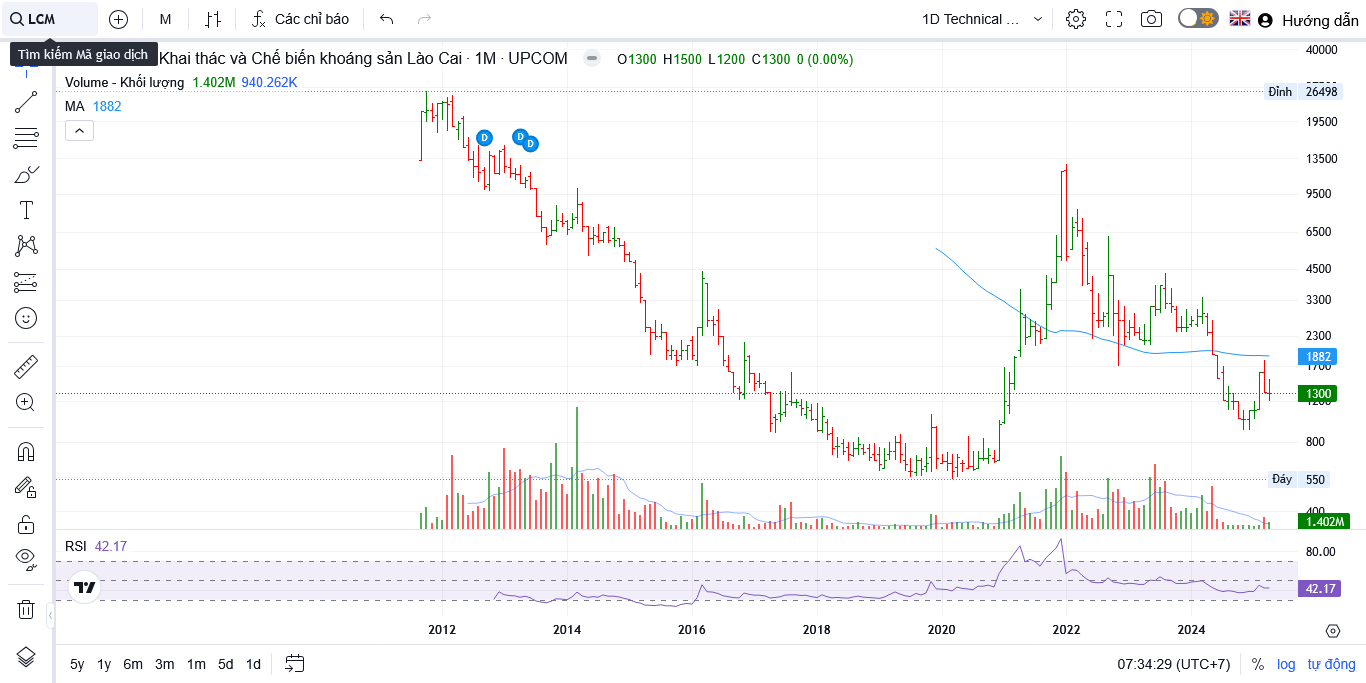 LCM M Các chỉ báo 1D Technical ... Hướng dẫn
Tìm kiếm Mã giao dịch Khai thác và Chế biến khoáng sản Lào Cai · 1M · UPCOM O1300 H1500 L1200 C1300 0 (0.00%)
Volume - Khối lượng 1.402M 940.262K
MA 1882
D D D
40000
Đỉnh 26498
19500
13500
9500
6500
4500
3300
2300
1882
1700
1300
1200
800
Đáy 550
400
1.402M
RSI 42.17
80.00
42.17
2012 2014 2016 2018 2020 2022 2024
5y 1y 6m 3m 1m 5d 1d 07:34:29 (UTC+7) % log tự động